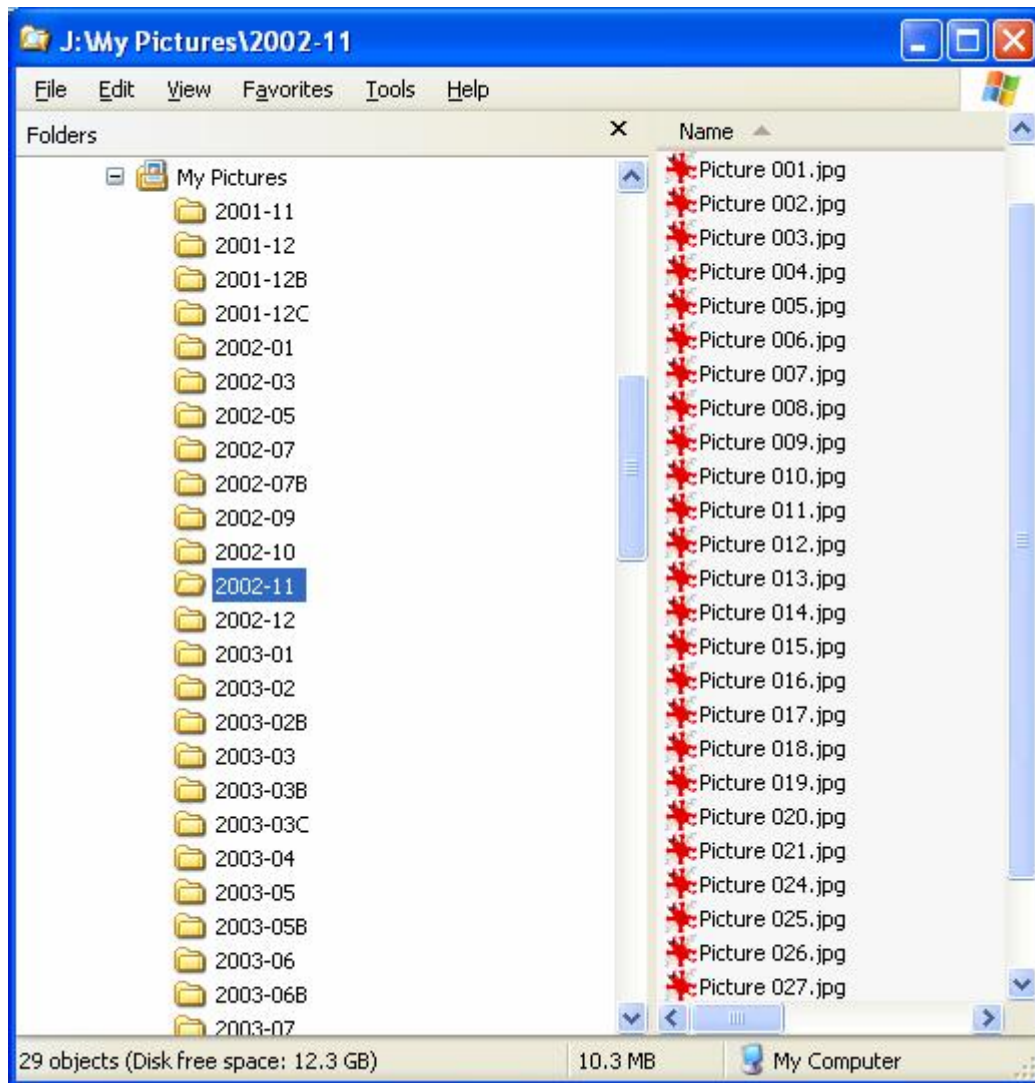 J:\My Pictures\2002-11
File Edit View Favorites Tools Help
Folders
My Pictures
2001-11
2001-12
2001-12B
2001-12C
2002-01
2002-03
2002-05
2002-07
2002-07B
2002-09
2002-10
2002-11
2002-12
2003-01
2003-02
2003-02B
2003-03
2003-03B
2003-03C
2003-04
2003-05
2003-05B
2003-06
2003-06B
2003-07
Name
Picture 001.jpg
Picture 002.jpg
Picture 003.jpg
Picture 004.jpg
Picture 005.jpg
Picture 006.jpg
Picture 007.jpg
Picture 008.jpg
Picture 009.jpg
Picture 010.jpg
Picture 011.jpg
Picture 012.jpg
Picture 013.jpg
Picture 014.jpg
Picture 015.jpg
Picture 016.jpg
Picture 017.jpg
Picture 018.jpg
Picture 019.jpg
Picture 020.jpg
Picture 021.jpg
Picture 024.jpg
Picture 025.jpg
Picture 026.jpg
Picture 027.jpg
29 objects (Disk free space: 12.3 GB) 10.3 MB My Computer